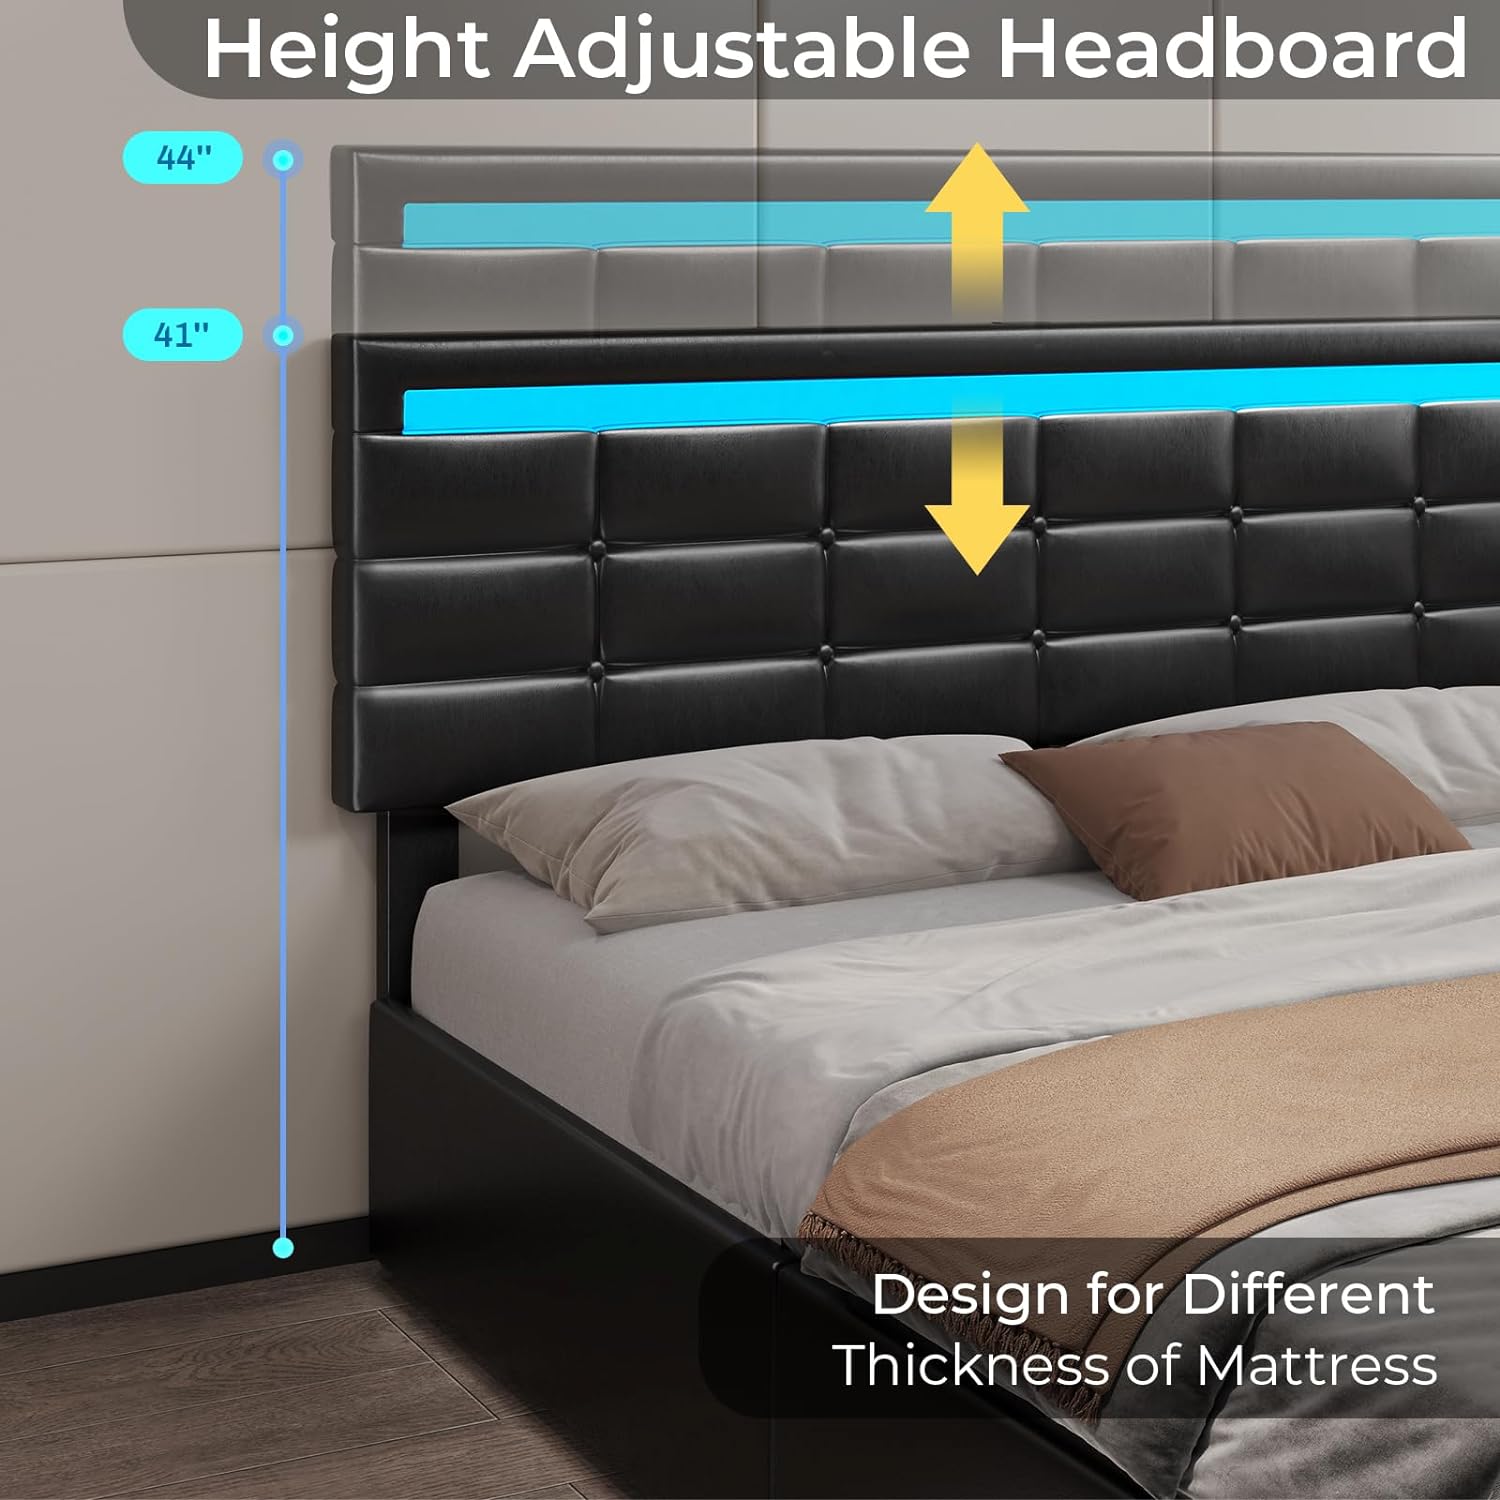 Height Adjustable Headboard
44"
41"
Design for Different
Thickness of Mattress